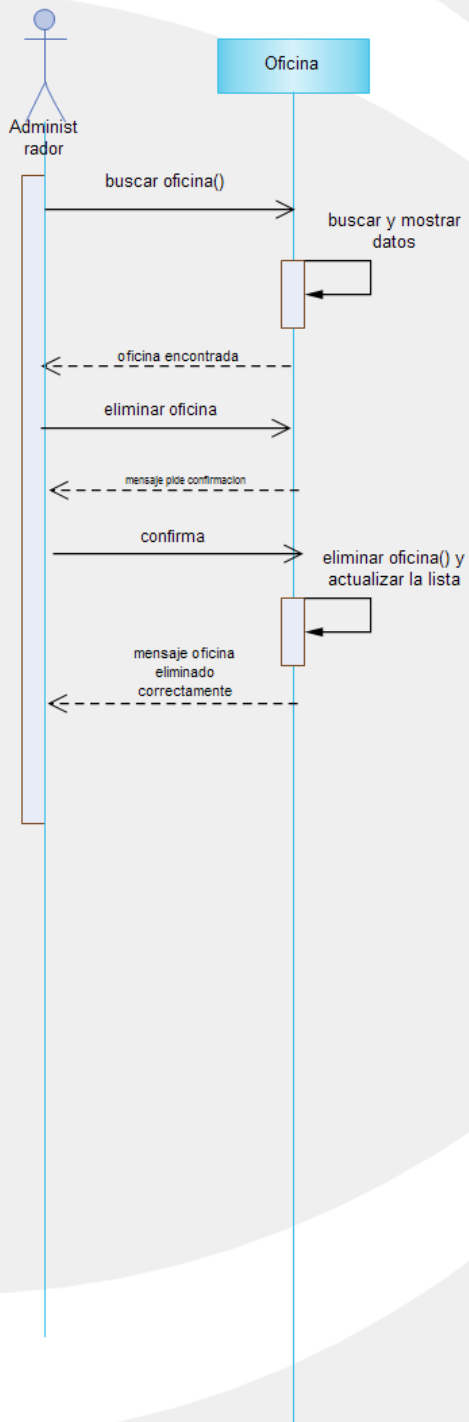 Oficina
Administ
rador
buscar oficina()
buscar y mostrar
datos
oficina encontrada
eliminar oficina
mensaje pide confirmacion
confirma
eliminar oficina() y
actualizar la lista
mensaje oficina
eliminado
correctamente